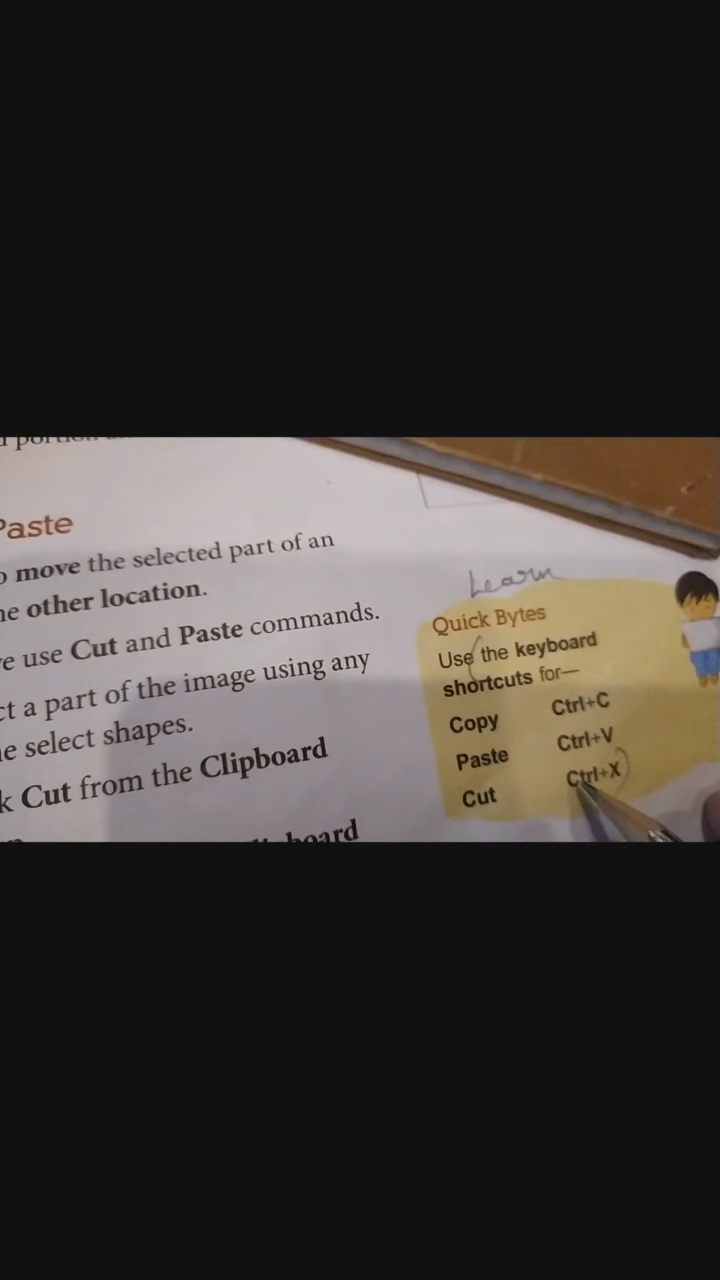 Paste
move the selected part of an
other location.
use Cut and Paste commands.
a part of the image using any
select shapes.
Cut from the Clipboard
Learn
Quick Bytes
Use the keyboard
shortcuts for—
Copy Ctrl+C
Paste Ctrl+V
Cut Ctrl+X